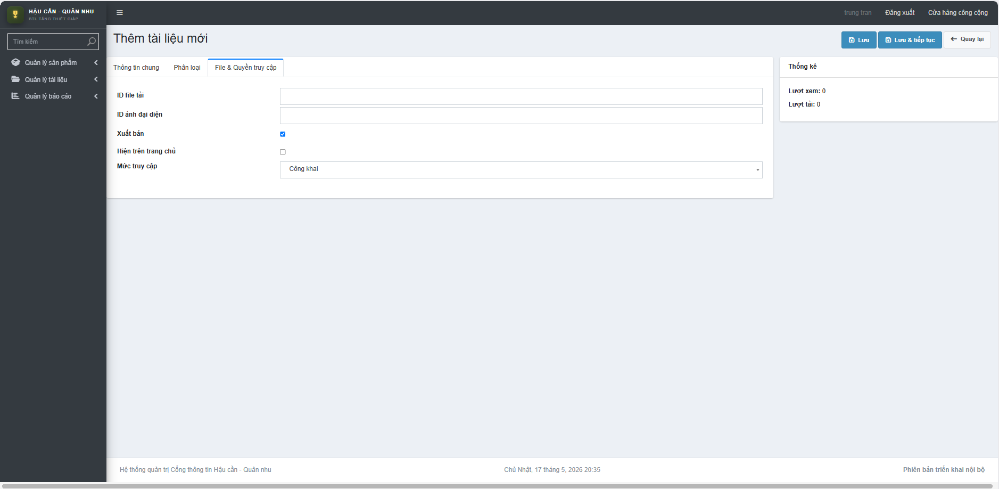 HẬU CẦN - QUÂN NHU
BTL TĂNG THIẾT GIÁP
trung tran
Đăng xuất
Cửa hàng công cộng
Tìm kiếm
Quản lý sản phẩm
Quản lý tài liệu
Quản lý báo cáo
Thêm tài liệu mới
Lưu
Lưu & tiếp tục
Quay lại
Thông tin chung
Phân loại
File & Quyền truy cập
ID file tải
ID ảnh đại diện
Xuất bản
Hiện trên trang chủ
Mức truy cập
Công khai
Thống kê
Lượt xem: 0
Lượt tải: 0
Hệ thống quản trị Cổng thông tin Hậu cần - Quân nhu
Chủ Nhật, 17 tháng 5, 2026 20:35
Phiên bản triển khai nội bộ